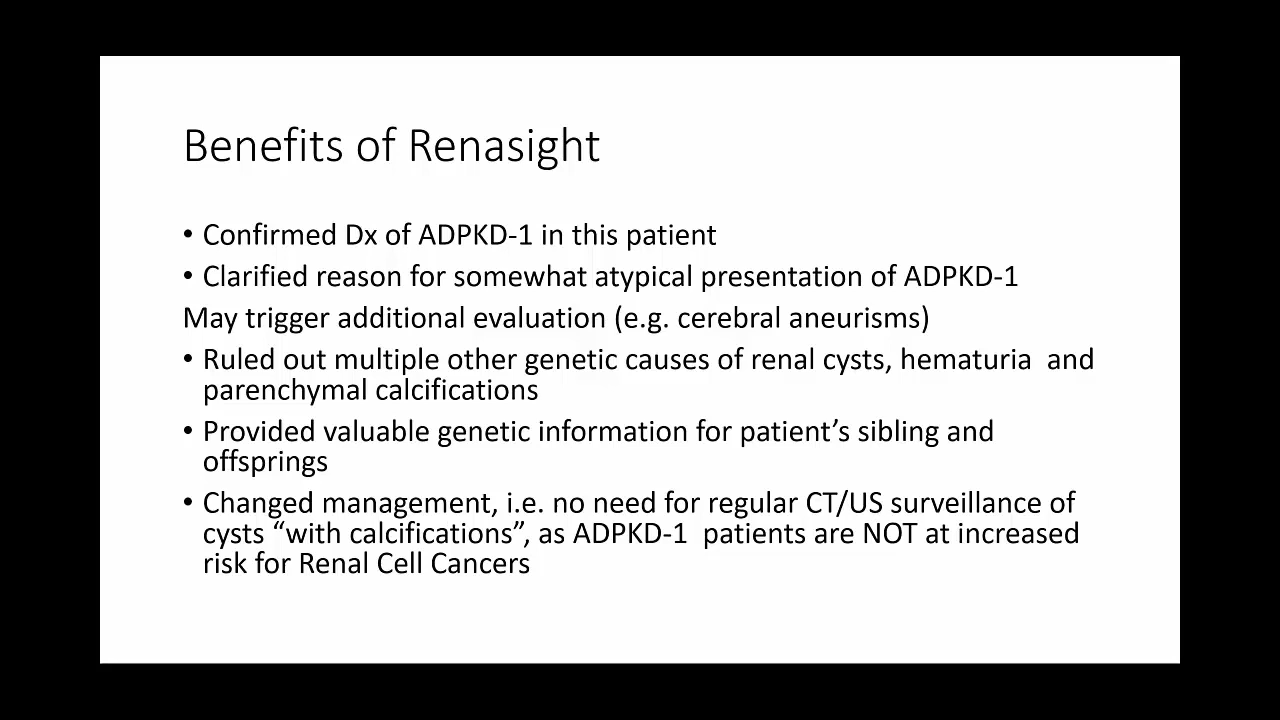 Benefits of Renasight
• Confirmed Dx of ADPKD-1 in this patient
• Clarified reason for somewhat atypical presentation of ADPKD-1
May trigger additional evaluation (e.g. cerebral aneurisms)
• Ruled out multiple other genetic causes of renal cysts, hematuria  and
parenchymal calcifications
• Provided valuable genetic information for patient’s sibling and
offsprings
• Changed management, i.e. no need for regular CT/US surveillance of
cysts “with calcifications”, as ADPKD-1  patients are NOT at increased
risk for Renal Cell Cancers